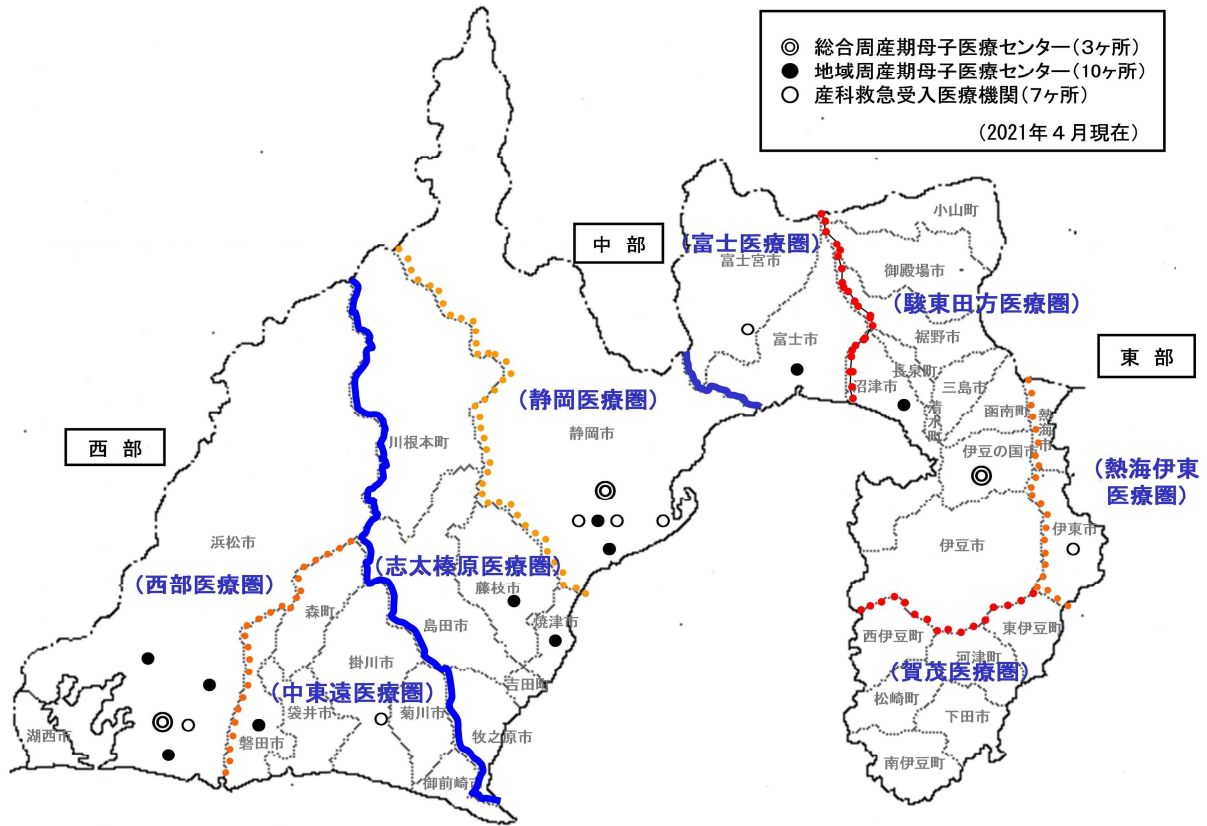 ◎ 総合周産期母子医療センター(3ヶ所)
● 地域周産期母子医療センター(10ヶ所)
○ 産科救急受入医療機関(7ヶ所)
(2021年4月現在)
小山町
中 部
(富士医療圏)
富士宮市
御殿場市
(駿東田方医療圏)
裾野市
富士市
東 部
長泉町
沼津市
三島市
(静岡医療圏)
函南町
熱海市
清水町
静岡市
川根本町
西 部
伊豆の国市
(熱海伊東
医療圏)
伊東市
浜松市
伊豆市
(志太榛原医療圏)
(西部医療圏)
藤枝市
森町
焼津市
島田市
西伊豆町
東伊豆町
河津町
掛川市
(賀茂医療圏)
吉田町
(中東遠医療圏)
松崎町
袋井市
菊川市
下田市
湖西市
磐田市
牧之原市
南伊豆町
御前崎市